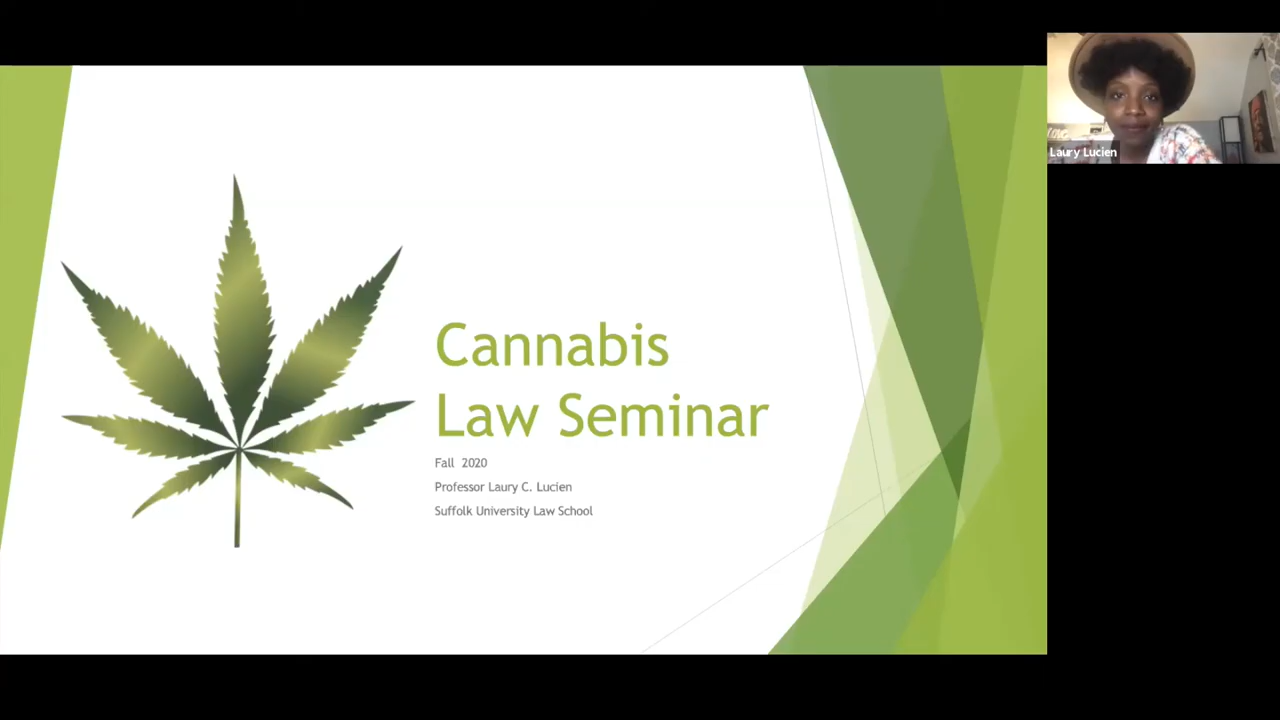 Cannabis
Law Seminar
Fall 2020
Professor Laury C. Lucien
Suffolk University Law School
Laury Lucien